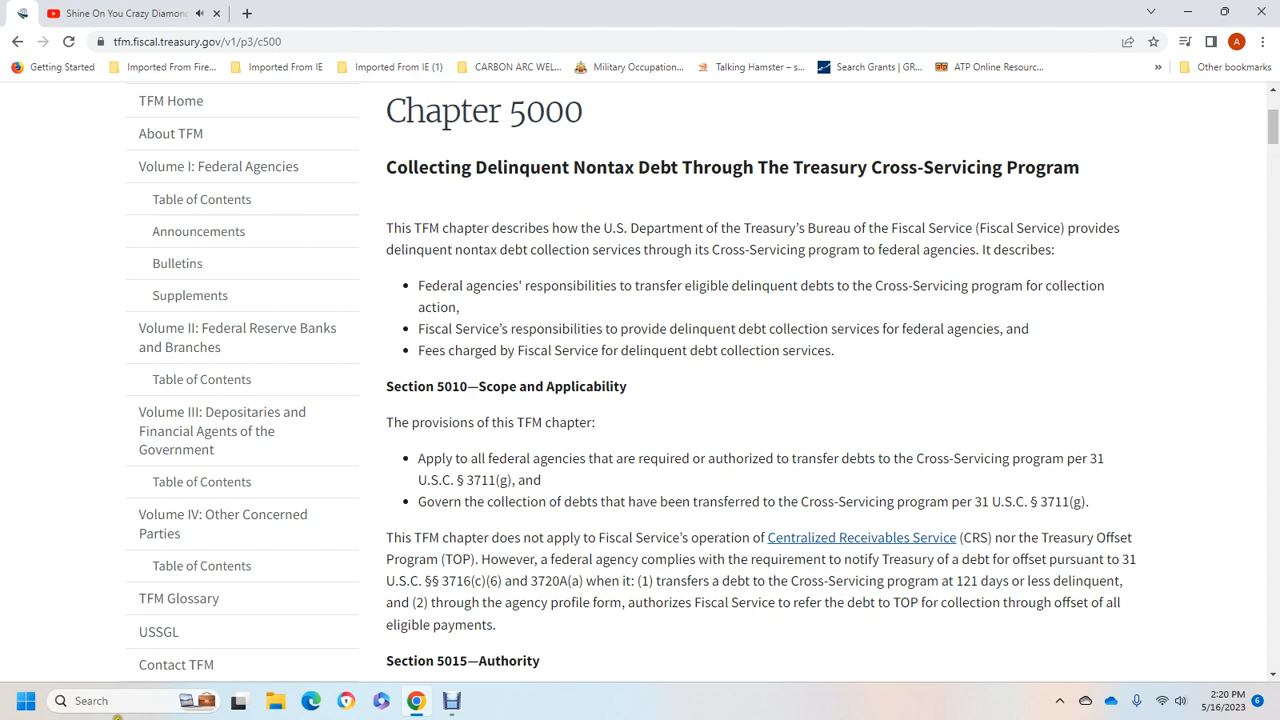 Shine On You Crazy Diamond
tfm.fiscal.treasury.gov/v1/p3/c500
A
Getting Started
Imported From Fire...
Imported From IE
Imported From IE (1)
CARBON ARC WEL...
Military Occupation...
Talking Hamster – s...
Search Grants | GR...
ATP Online Resourc...
»
Other bookmarks
TFM Home
About TFM
Volume I: Federal Agencies
Table of Contents
Announcements
Bulletins
Supplements
Volume II: Federal Reserve Banks
and Branches
Table of Contents
Volume III: Depositaries and
Financial Agents of the
Government
Table of Contents
Volume IV: Other Concerned
Parties
Table of Contents
TFM Glossary
USSGL
Contact TFM
Chapter 5000
Collecting Delinquent Nontax Debt Through The Treasury Cross-Servicing Program
This TFM chapter describes how the U.S. Department of the Treasury’s Bureau of the Fiscal Service (Fiscal Service) provides
delinquent nontax debt collection services through its Cross-Servicing program to federal agencies. It describes:
• Federal agencies' responsibilities to transfer eligible delinquent debts to the Cross-Servicing program for collection
action,
• Fiscal Service’s responsibilities to provide delinquent debt collection services for federal agencies, and
• Fees charged by Fiscal Service for delinquent debt collection services.
Section 5010—Scope and Applicability
The provisions of this TFM chapter:
• Apply to all federal agencies that are required or authorized to transfer debts to the Cross-Servicing program per 31
U.S.C. § 3711(g), and
• Govern the collection of debts that have been transferred to the Cross-Servicing program per 31 U.S.C. § 3711(g).
This TFM chapter does not apply to Fiscal Service’s operation of Centralized Receivables Service (CRS) nor the Treasury Offset
Program (TOP). However, a federal agency complies with the requirement to notify Treasury of a debt for offset pursuant to 31
U.S.C. §§ 3716(c)(6) and 3720A(a) when it: (1) transfers a debt to the Cross-Servicing program at 121 days or less delinquent,
and (2) through the agency profile form, authorizes Fiscal Service to refer the debt to TOP for collection through offset of all
eligible payments.
Section 5015—Authority
Search
2:20 PM
5/16/2023
6